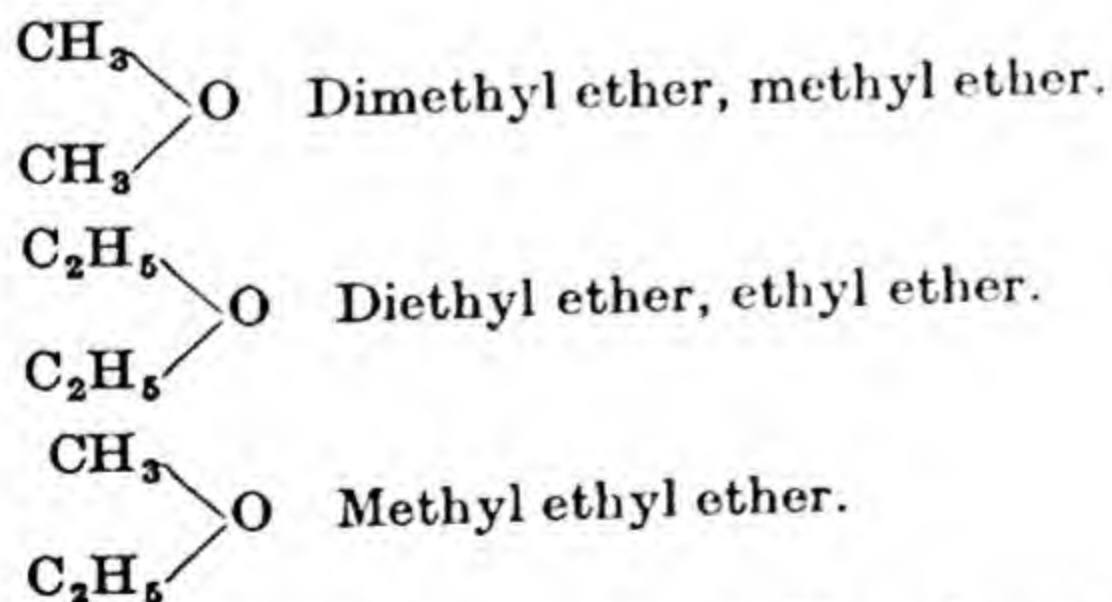 CH₃
O Dimethyl ether, methyl ether.
CH₃
C₂H₅
O Diethyl ether, ethyl ether.
C₂H₅
CH₃
O Methyl ethyl ether.
C₂H₅